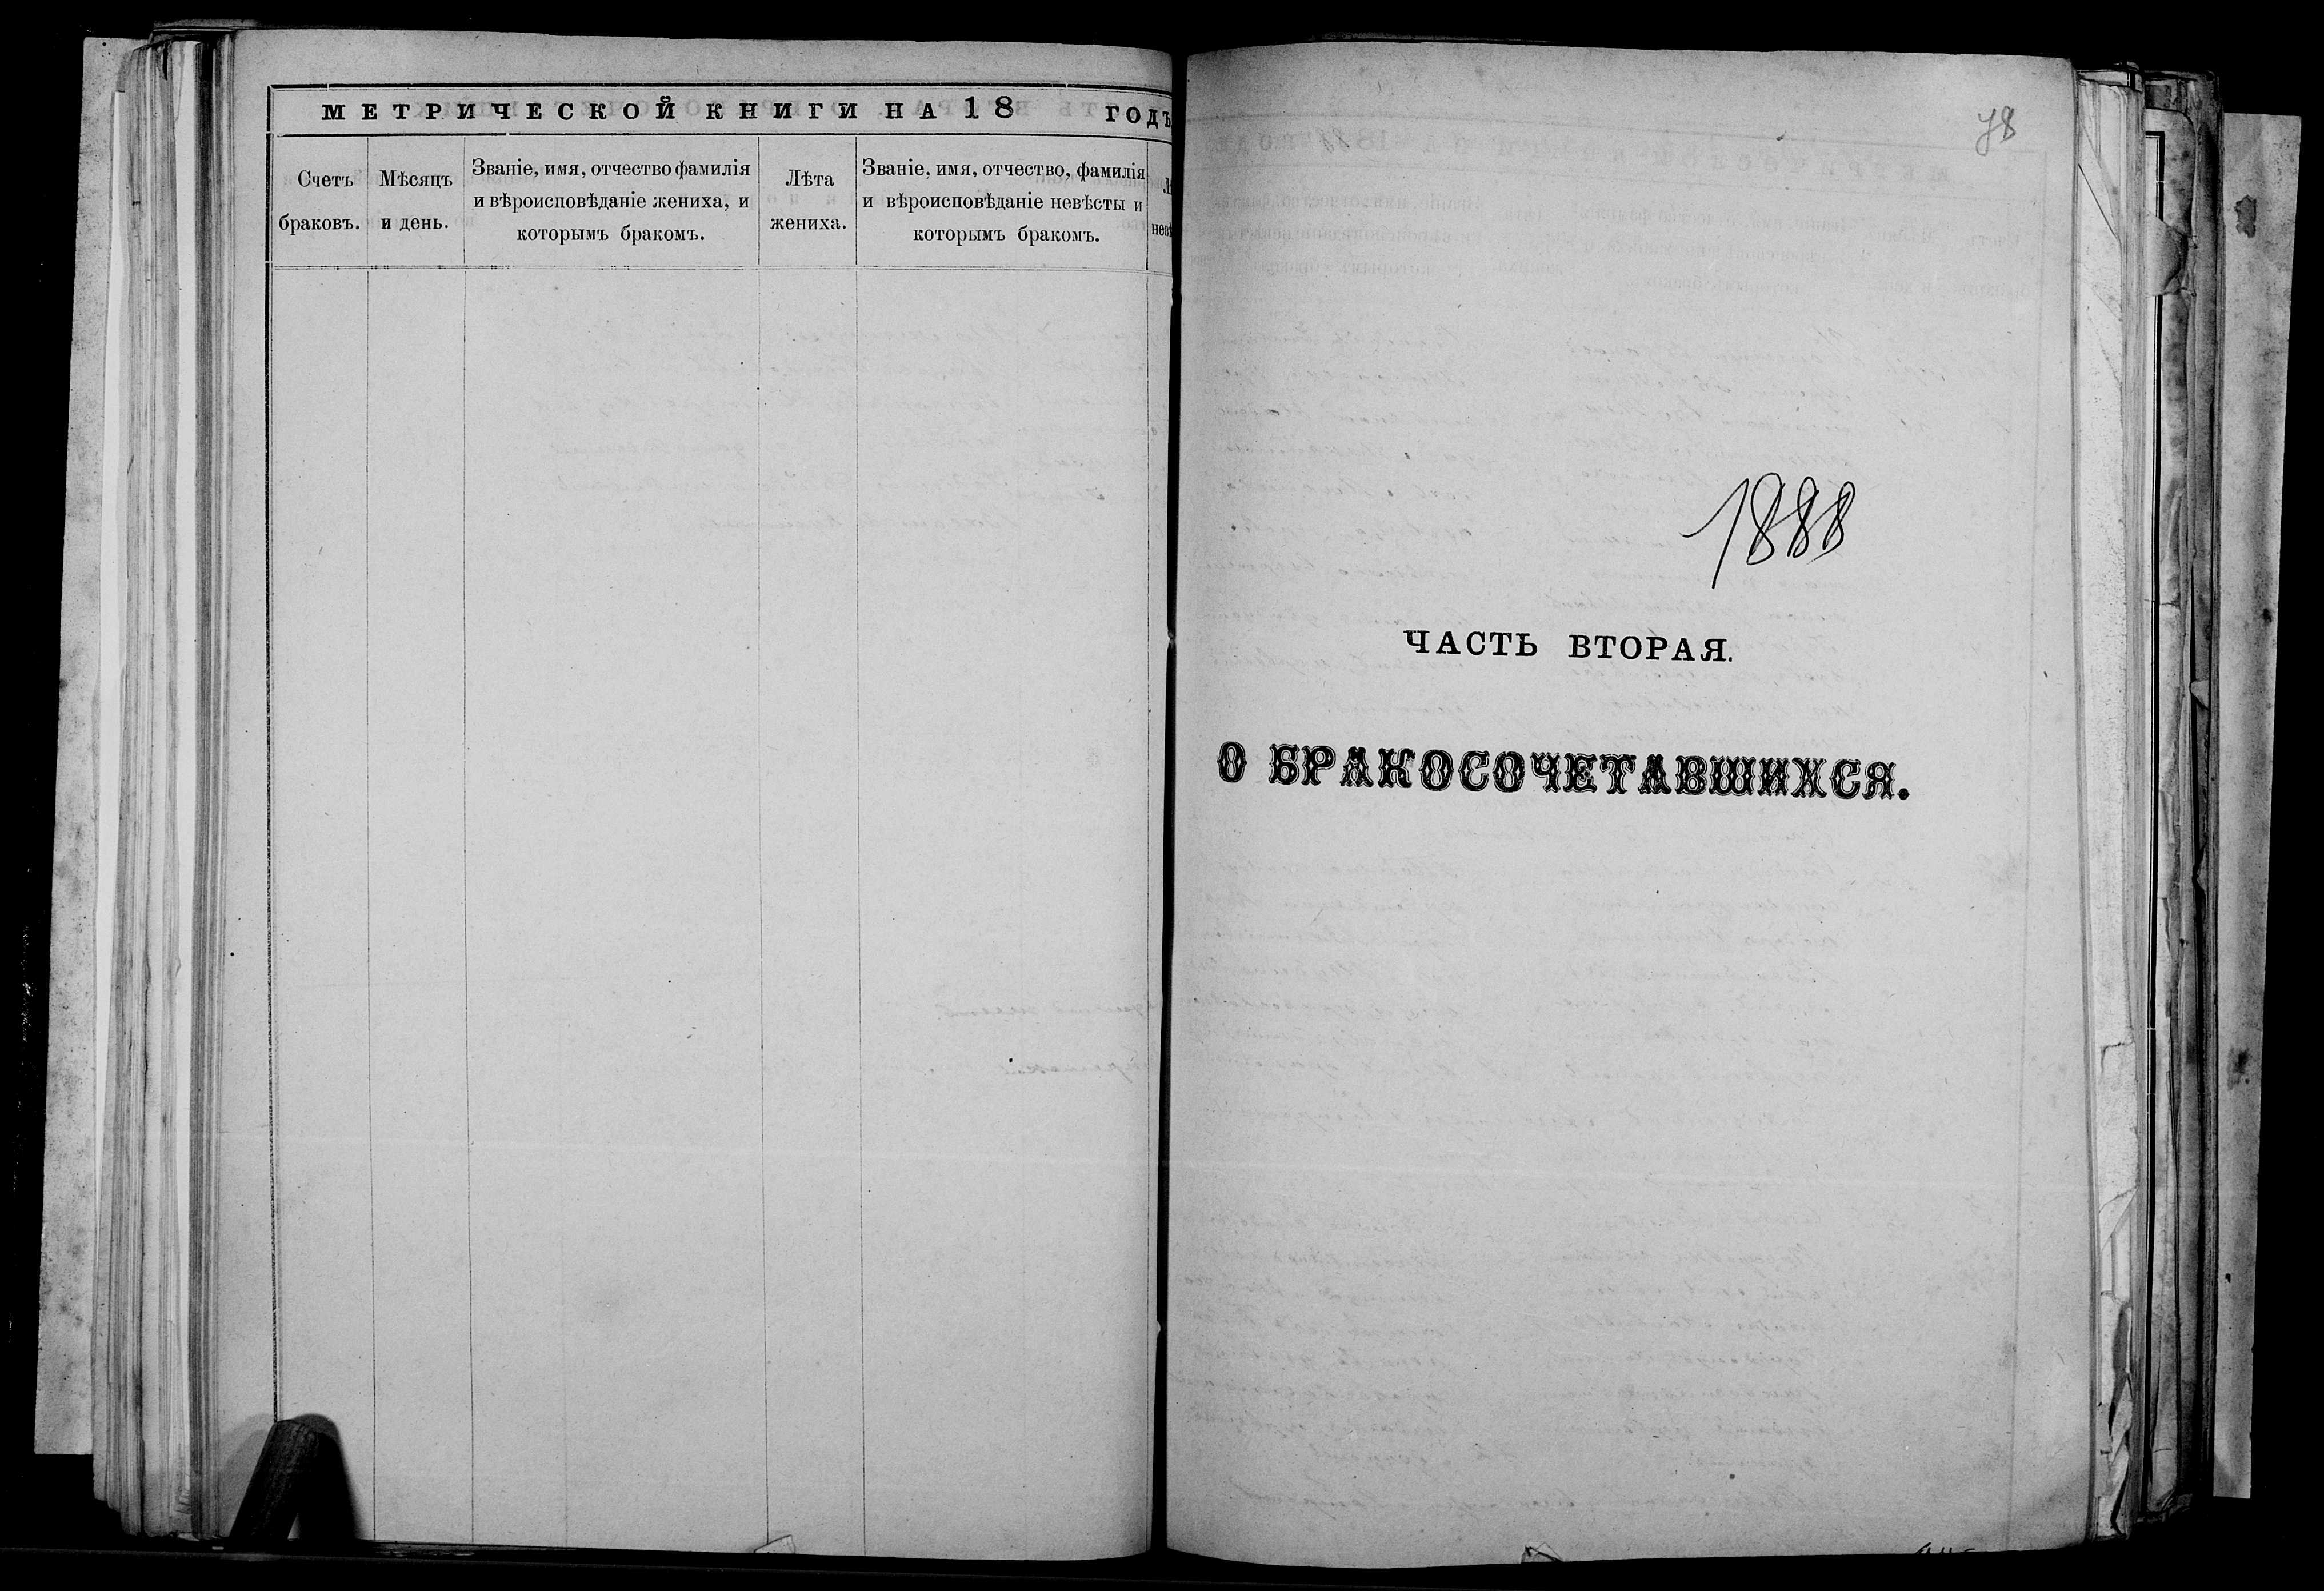 МЕТРИЧЕСКОЙ КНИГИ НА 18 ГОДЪ
Счетъ браковъ.
Мѣсяцъ и день.
Званіе, имя, отчество фамилія
и вѣроисповѣданіе жениха, и
которымъ бракомъ.
Лѣта
жениха.
Званіе, имя, отчество, фамилія
и вѣроисповѣданіе невѣсты и
которымъ бракомъ.
78
1888
ЧАСТЬ ВТОРАЯ.
О БРАКОСОЧЕТАВШИХСЯ.